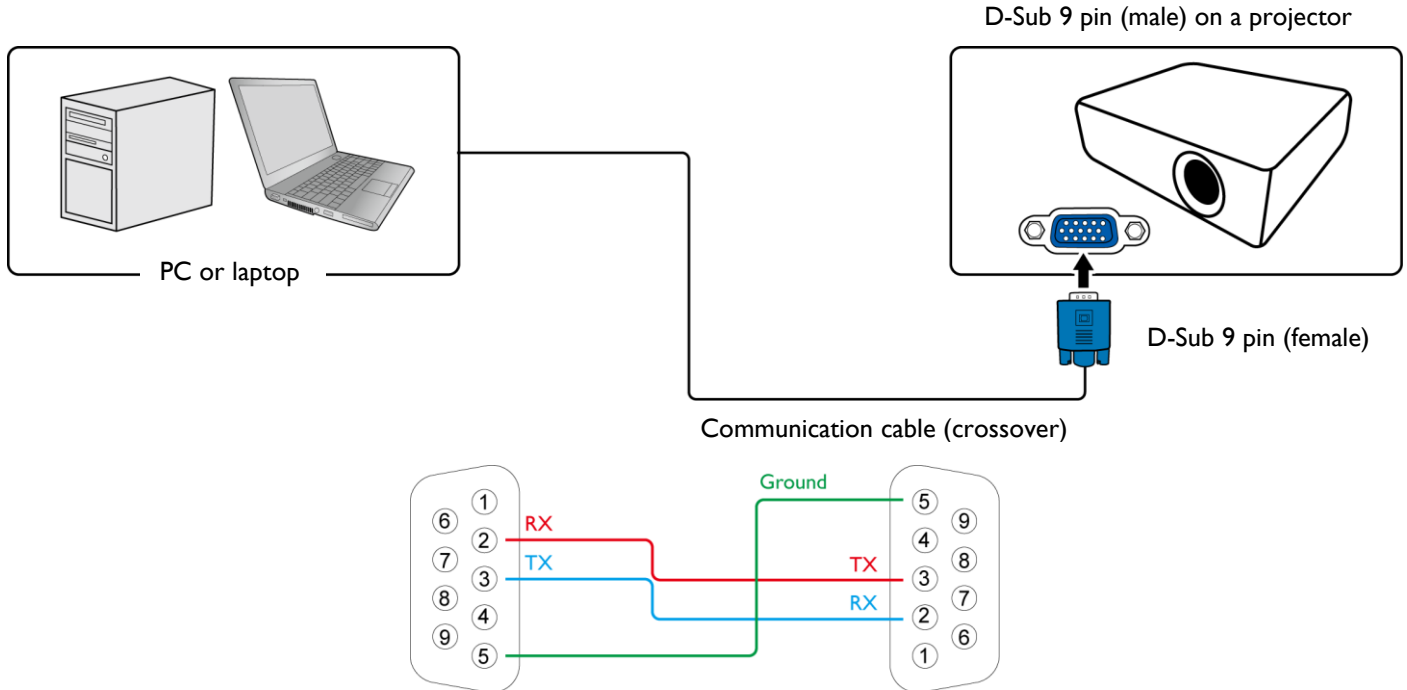 D-Sub 9 pin (male) on a projector
PC or laptop
D-Sub 9 pin (female)
Communication cable (crossover)
Ground
1
6
2
7
3
8
4
9
5
RX
TX
TX
RX
5
9
4
8
3
7
2
6
1